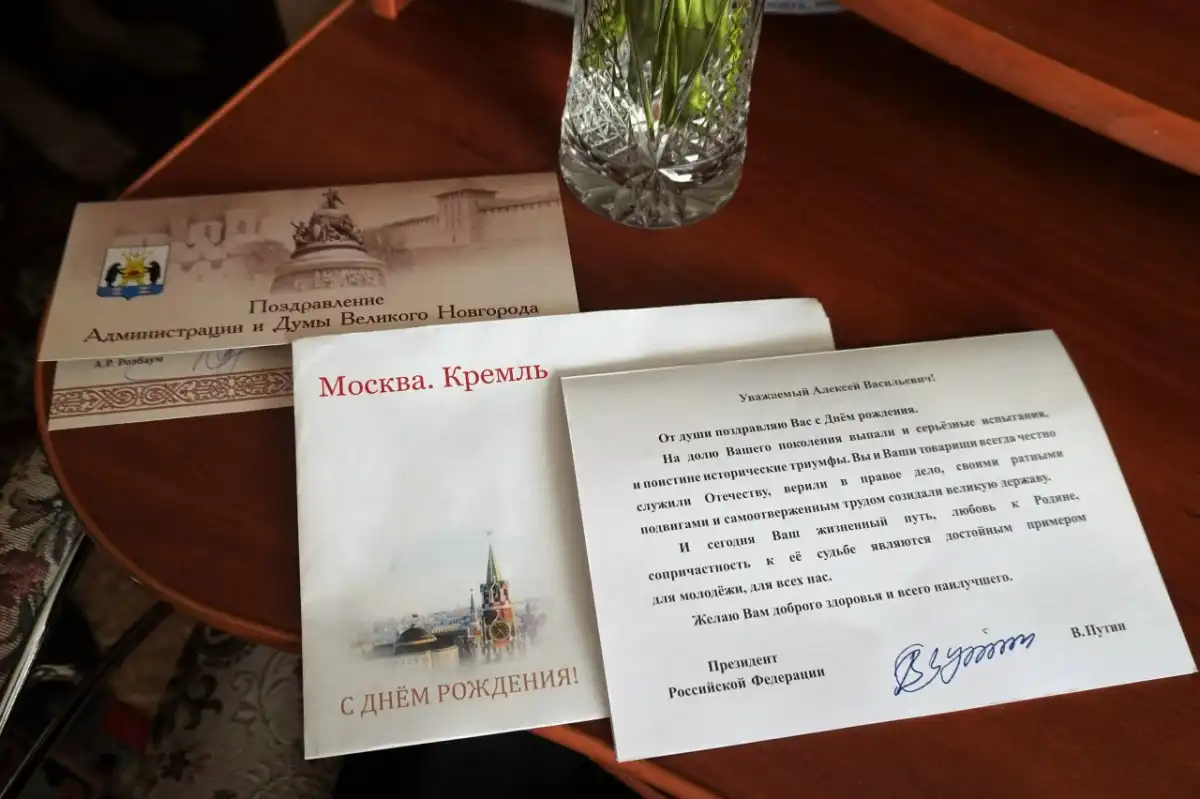 Поздравление
Администрации и Думы Великого Новгорода
А.Р. Розбаум
Москва. Кремль
С ДНЁМ РОЖДЕНИЯ!
Уважаемый Алексей Васильевич!
От души поздравляю Вас с Днём рождения.
На долю Вашего поколения выпали и серьёзные испытания,
и поистине исторические триумфы. Вы и Ваши товарищи всегда честно
служили Отечеству, верили в правое дело, своими ратными
подвигами и самоотверженным трудом созидали великую державу.
И сегодня Ваш жизненный путь, любовь к Родине,
сопричастность к её судьбе являются достойным примером
для молодёжи, для всех нас.
Желаю Вам доброго здоровья и всего наилучшего.
Президент
Российской Федерации
В.Путин